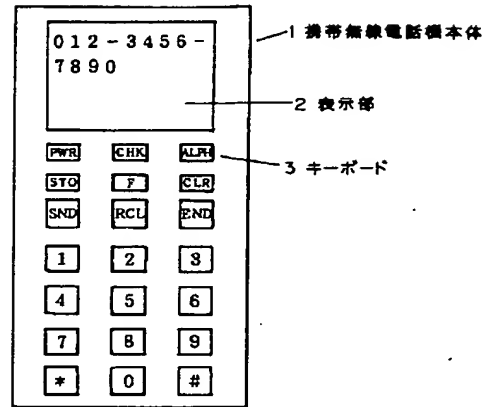 012-3456-
7890
1 携帯無線電話機本体
2 表示部
3 キーボード
PWR CHK ALPH
STO F CLR
SND RCL END
1 2 3
4 5 6
7 8 9
* 0 #